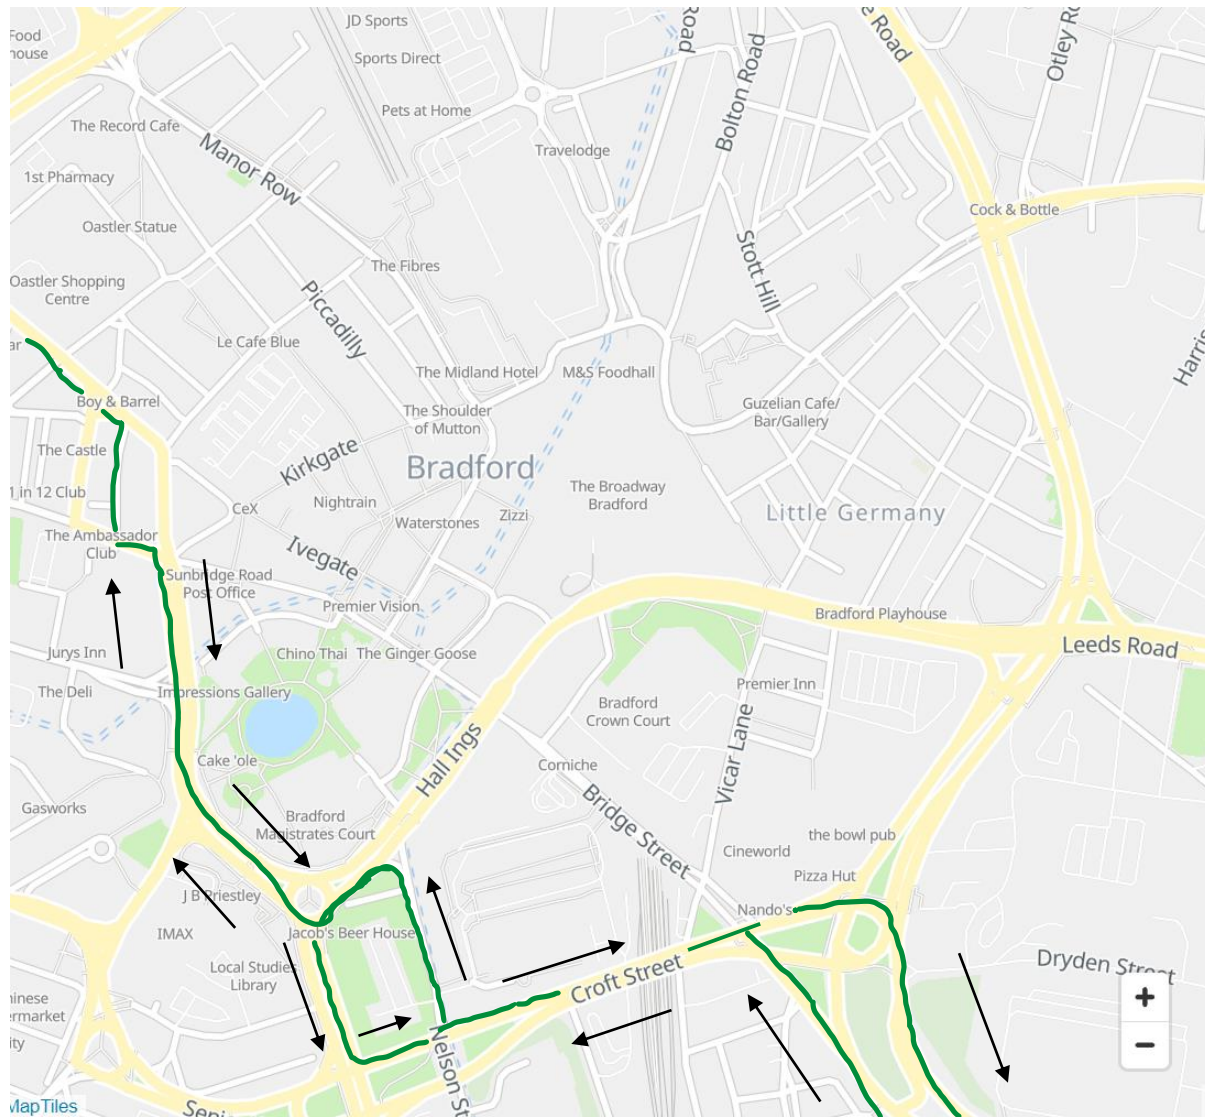 JD Sports
Food
house
Sports Direct
Road
e Road
Otley Ro
Bolton Road
Pets at Home
The Record Cafe
Travelodge
Manor Row
1st Pharmacy
Cock & Bottle
Oastler Statue
Stott Hill
The Fibres
Oastler Shopping
Centre
Piccadilly
Harris
ar
Le Cafe Blue
The Midland Hotel
M&S Foodhall
Boy & Barrel
The Shoulder
of Mutton
Guzelian Cafe/
Bar/Gallery
The Castle
Kirkgate
Bradford
1 in 12 Club
Nightrain
The Broadway
Bradford
CeX
Waterstones
Zizzi
Little Germany
The Ambassador
Club
Ivegate
Sunbridge Road
Post Office
Premier Vision
Bradford Playhouse
Jurys Inn
Chino Thai
The Ginger Goose
Leeds Road
The Deli
Impressions Gallery
Premier Inn
Bradford
Crown Court
Hall Ings
Vicar Lane
Cake 'ole
Corniche
Gasworks
Bradford
Magistrates Court
Bridge Street
the bowl pub
Cineworld
Pizza Hut
J B Priestley
Nando's
IMAX
Jacob's Beer House
Local Studies
Library
Croft Street
Dryden Street
hinese
ermarket
ity
+
−
Nelson St
MapTiles